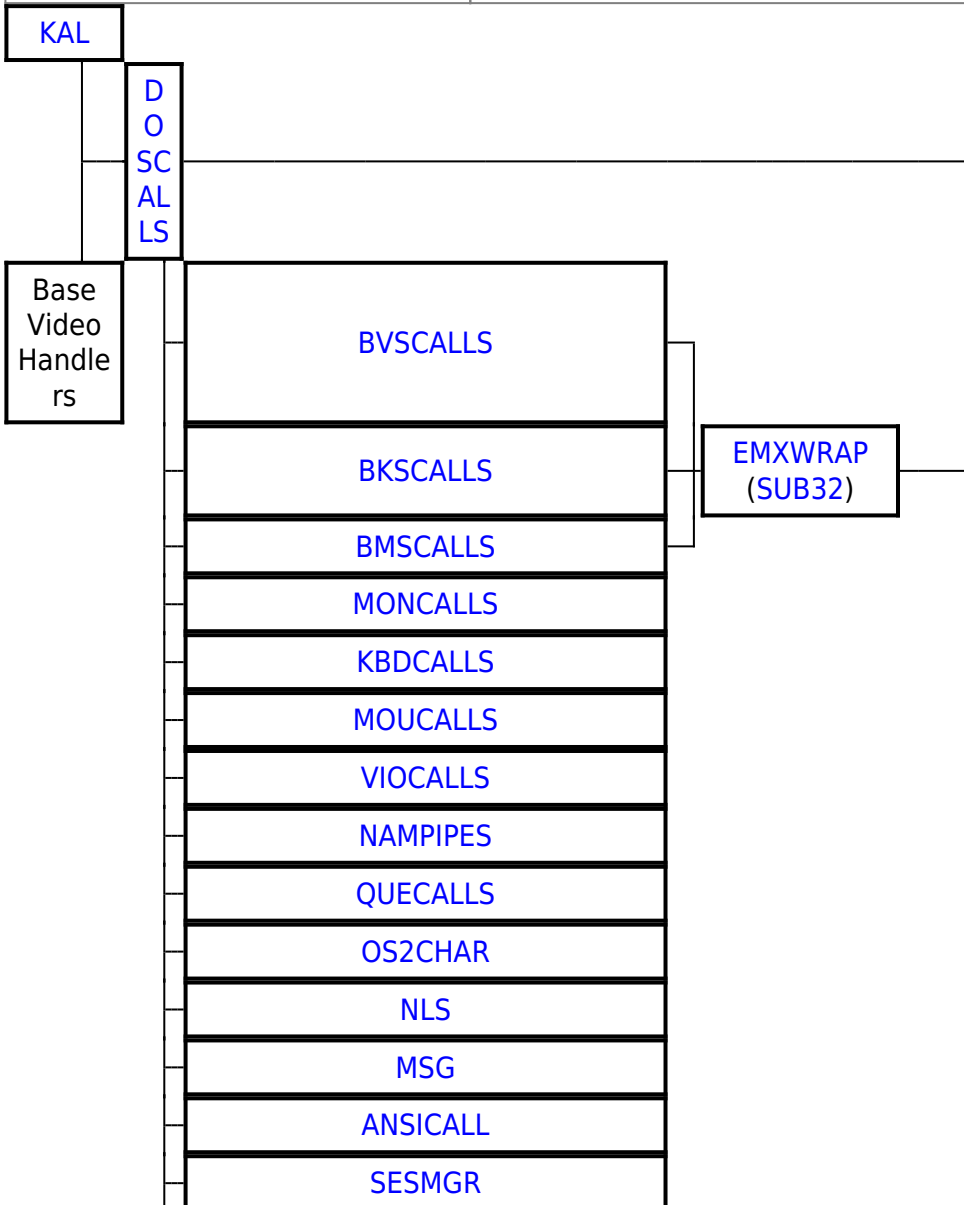 KAL
D
O
SC
AL
LS
Base
Video
Handle
rs
BVSCALLS
BKSCALLS
EMXWRAP
(SUB32)
BMSCALLS
MONCALLS
KBDCALLS
MOUCALLS
VIOCALLS
NAMPIPES
QUECALLS
OS2CHAR
NLS
MSG
ANSICALL
SESMGR